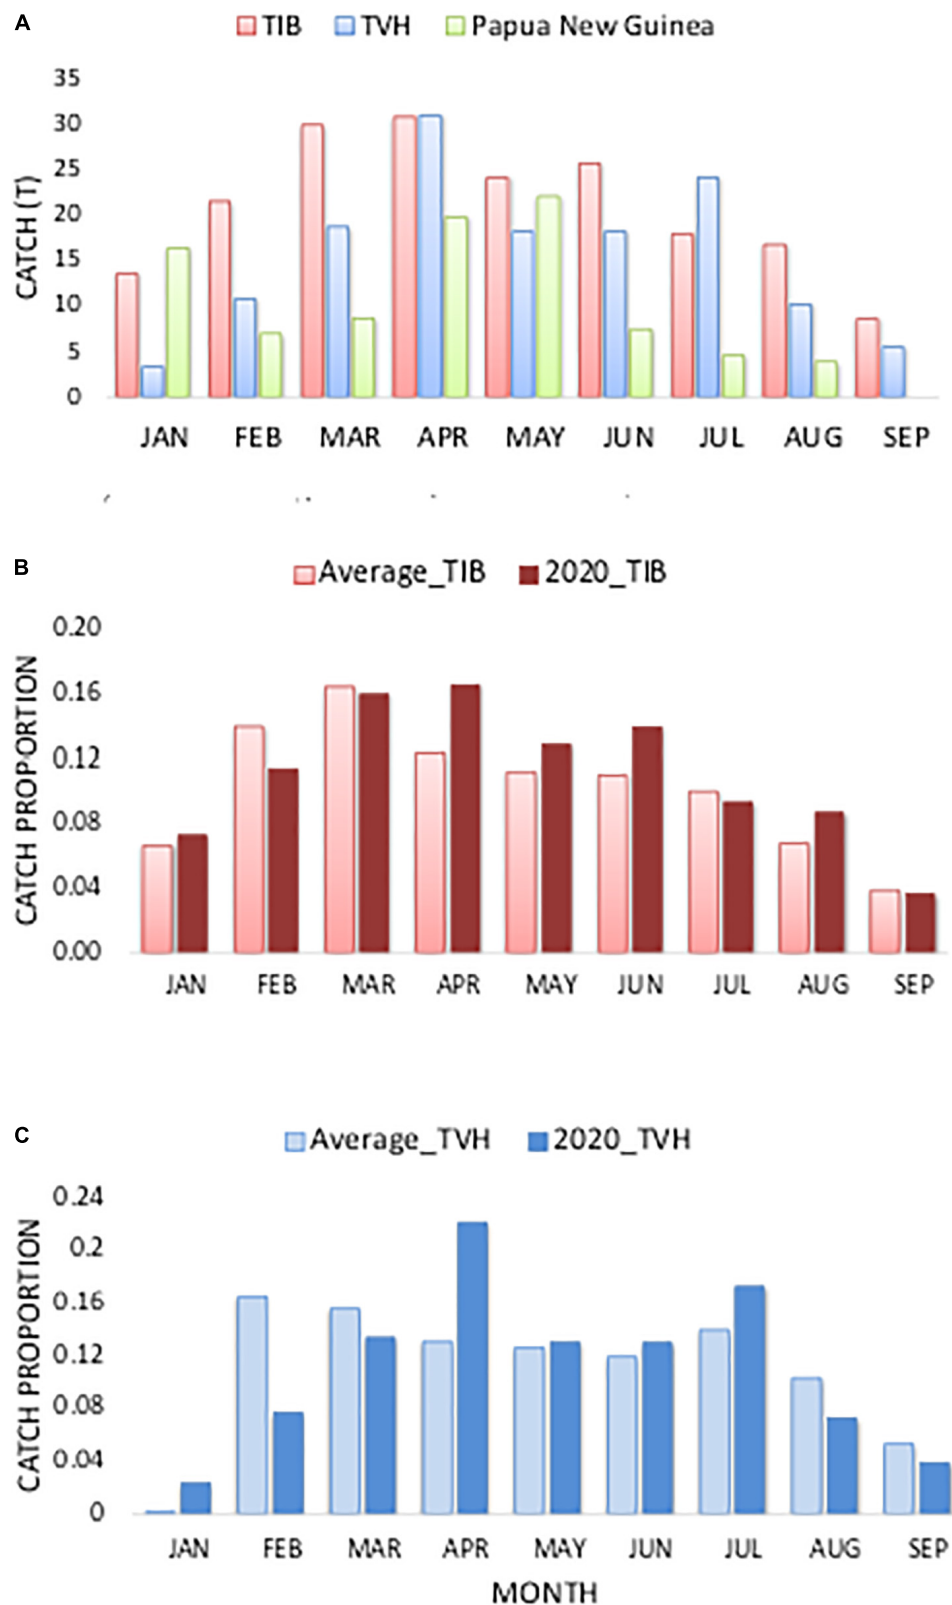 A
TIB TVH Papua New Guinea
35
30
25
20
15
10
5
0
CATCH (T)
JAN FEB MAR APR MAY JUN JUL AUG SEP
B
Average_TIB 2020_TIB
0.20
0.16
0.12
0.08
0.04
0.00
CATCH PROPORTION
JAN FEB MAR APR MAY JUN JUL AUG SEP
C
Average_TVH 2020_TVH
0.24
0.2
0.16
0.12
0.08
0.04
0
CATCH PROPORTION
JAN FEB MAR APR MAY JUN JUL AUG SEP
MONTH